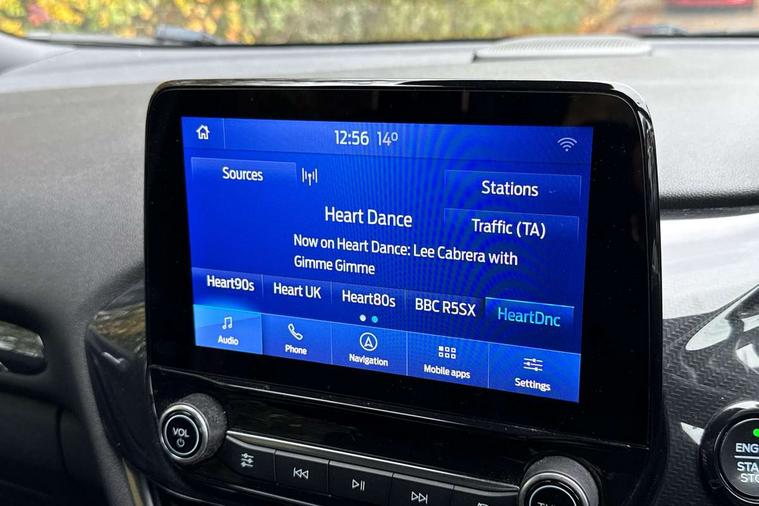 12:56 14°
Sources
Stations
Heart Dance
Traffic (TA)
Now on Heart Dance: Lee Cabrera with
Gimme Gimme
Heart90s
Heart UK
Heart80s
BBC R5SX
HeartDnc
Audio
Phone
Navigation
Mobile apps
Settings
VOL